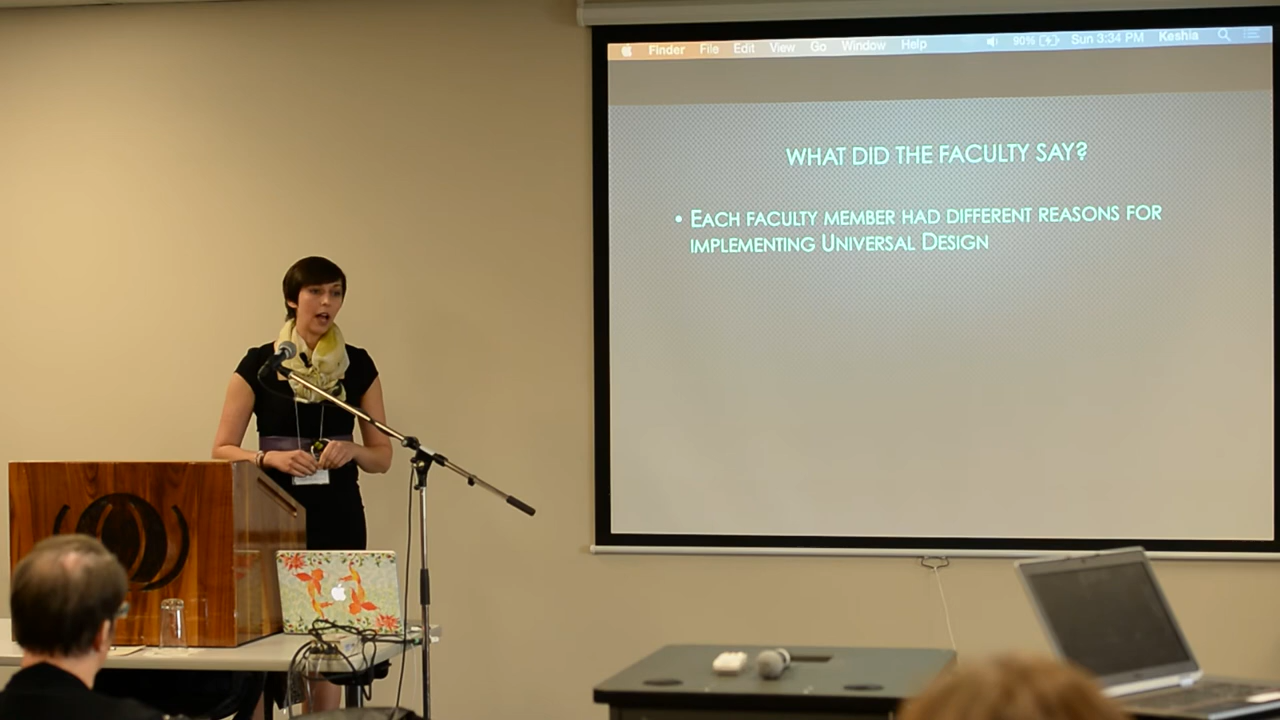 Finder File Edit View Go Window Help 90% Sun 3:34 PM Keshia
WHAT DID THE FACULTY SAY?
• EACH FACULTY MEMBER HAD DIFFERENT REASONS FOR
IMPLEMENTING UNIVERSAL DESIGN